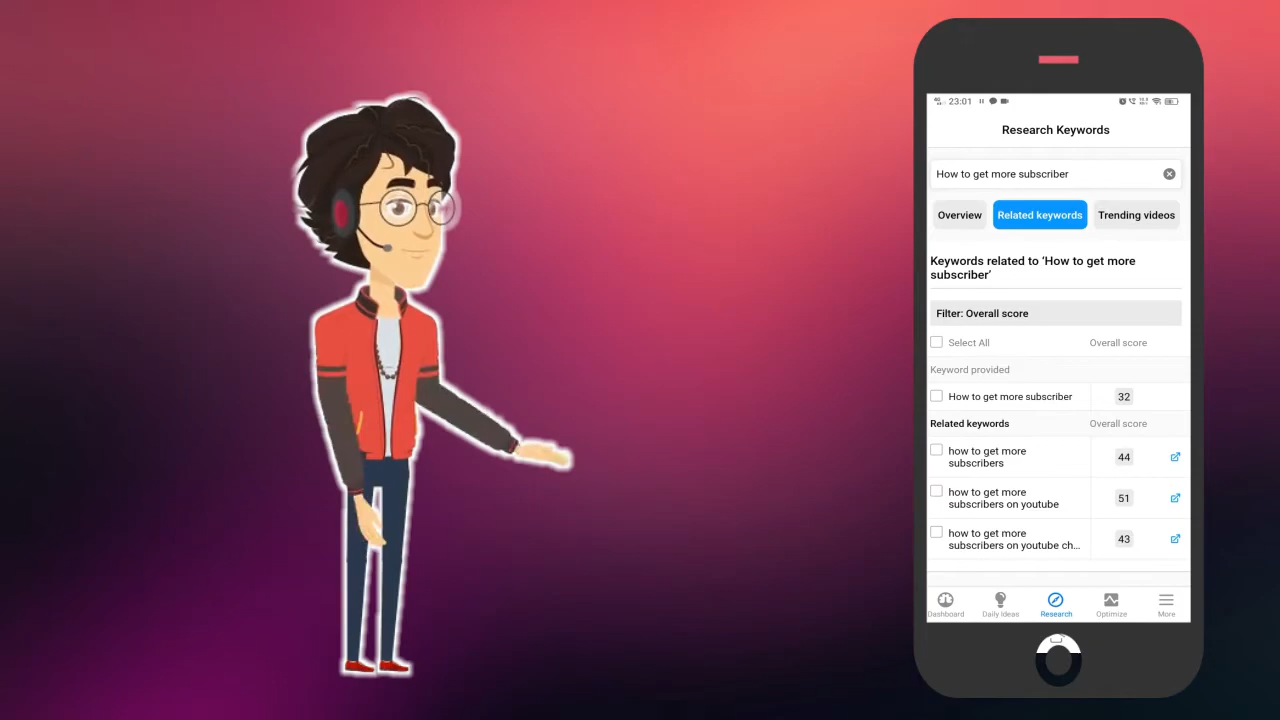 23:01
Research Keywords
How to get more subscriber
Overview Related keywords Trending videos
Keywords related to ‘How to get more
subscriber’
Filter: Overall score
Select All Overall score
Keyword provided
How to get more subscriber 32
Related keywords Overall score
how to get more
subscribers 44
how to get more
subscribers on youtube 51
how to get more
subscribers on youtube ch... 43
Dashboard Daily Ideas Research Optimize More